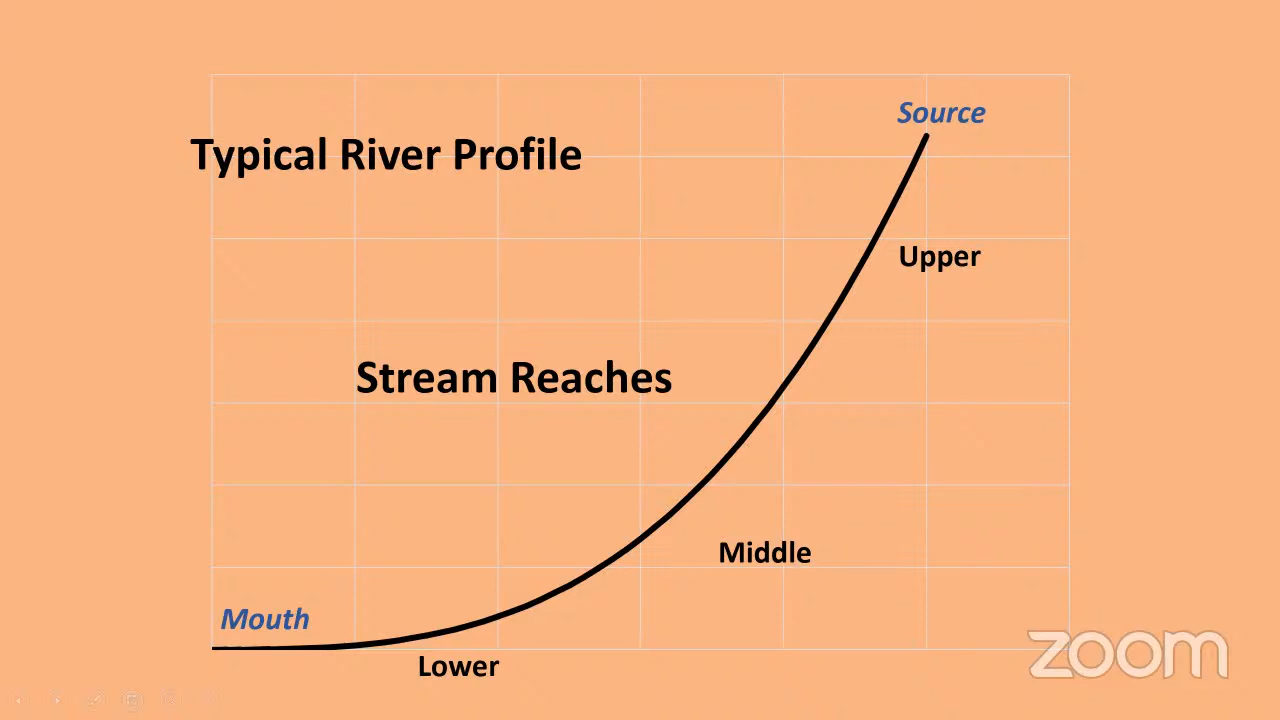 Source
Typical River Profile
Upper
Stream Reaches
Middle
Mouth
Lower
zoom